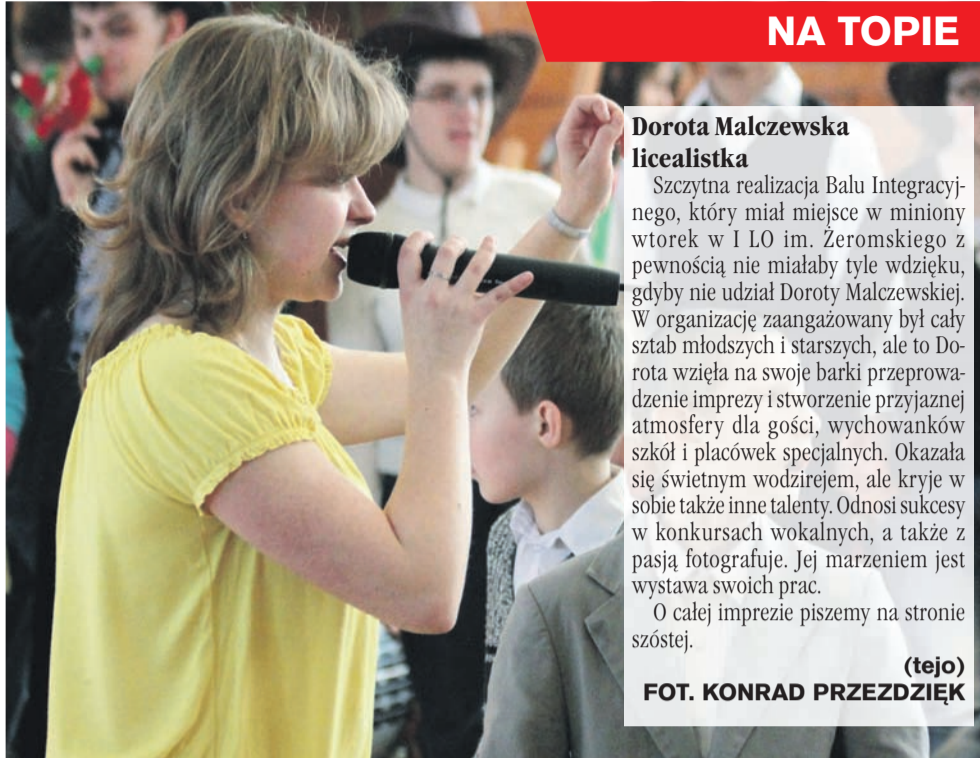 NA TOPIE
Dorota Malczewska
licealistka
Szczytna realizacja Balu Integracyj-
nego, który miał miejsce w miniony
wtorek w I LO im. Żeromskiego z
pewnością nie miałaby tyle wdzięku,
gdyby nie udział Doroty Malczewskiej.
W organizację zaangażowany był cały
sztab młodszych i starszych, ale to Do-
rota wzięła na swoje barki przeprowa-
dzenie imprezy i stworzenie przyjaznej
atmosfery dla gości, wychowanków
szkół i placówek specjalnych. Okazała
się świetnym wodzirejem, ale kryje w
sobie także inne talenty. Odnosi sukcesy
w konkursach wokalnych, a także z
pasją fotografuje. Jej marzeniem jest
wystawa swoich prac.
O całej imprezie piszemy na stronie
szóstej.
(tejo)
FOT. KONRAD PRZEZDZIĘK